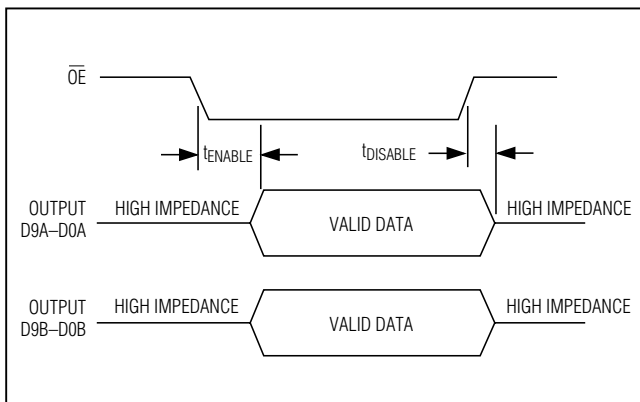 O̅E̅
tENABLE
tDISABLE
OUTPUT
D9A–D0A
HIGH IMPEDANCE
VALID DATA
HIGH IMPEDANCE
OUTPUT
D9B–D0B
HIGH IMPEDANCE
VALID DATA
HIGH IMPEDANCE